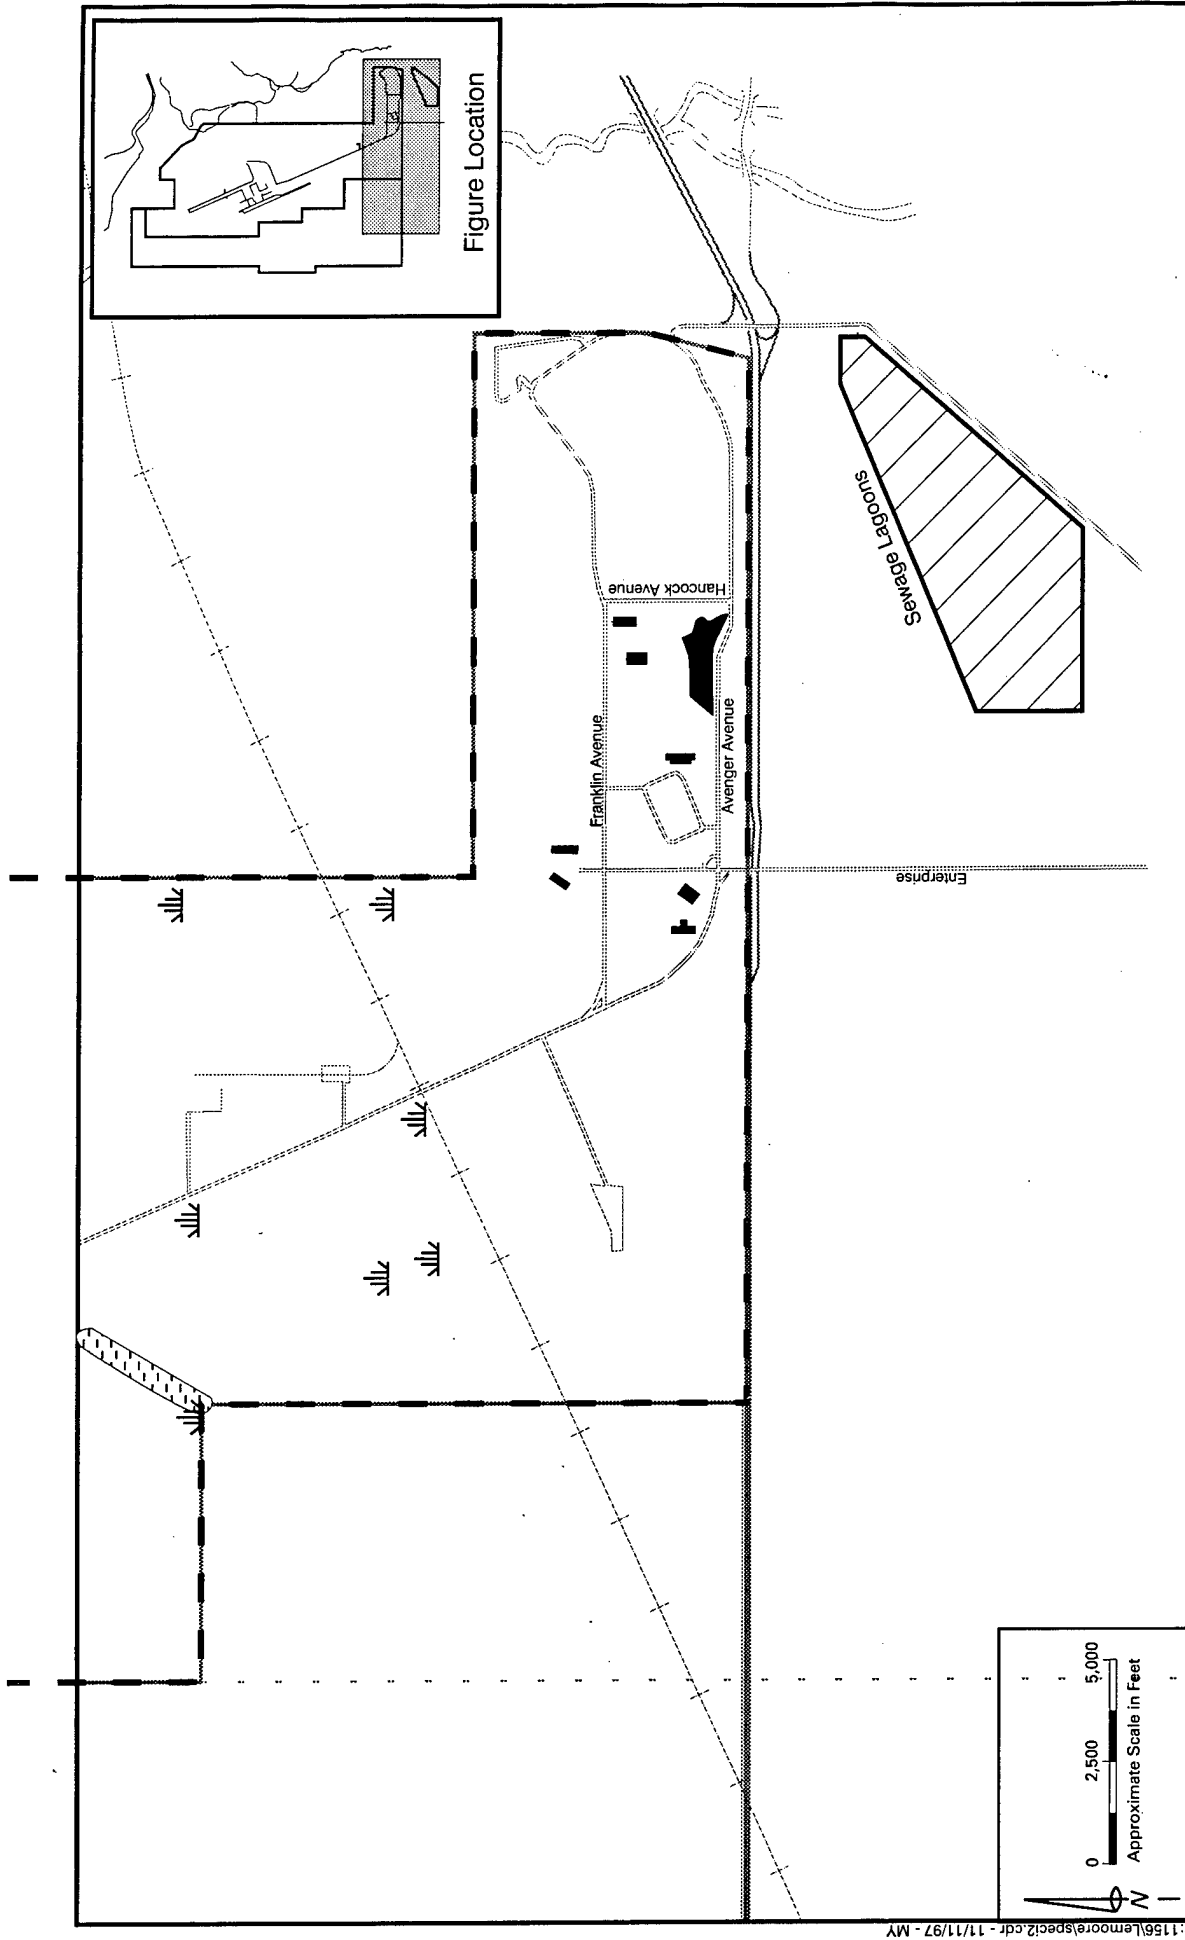 Figure Location
Hancock Avenue
Franklin Avenue
Avenger Avenue
Sewage Lagoons
Enterprise
0 2,500 5,000
Approximate Scale in Feet
N
:1156\Lemoore\speci2.cdr - 11/11/97 - MY